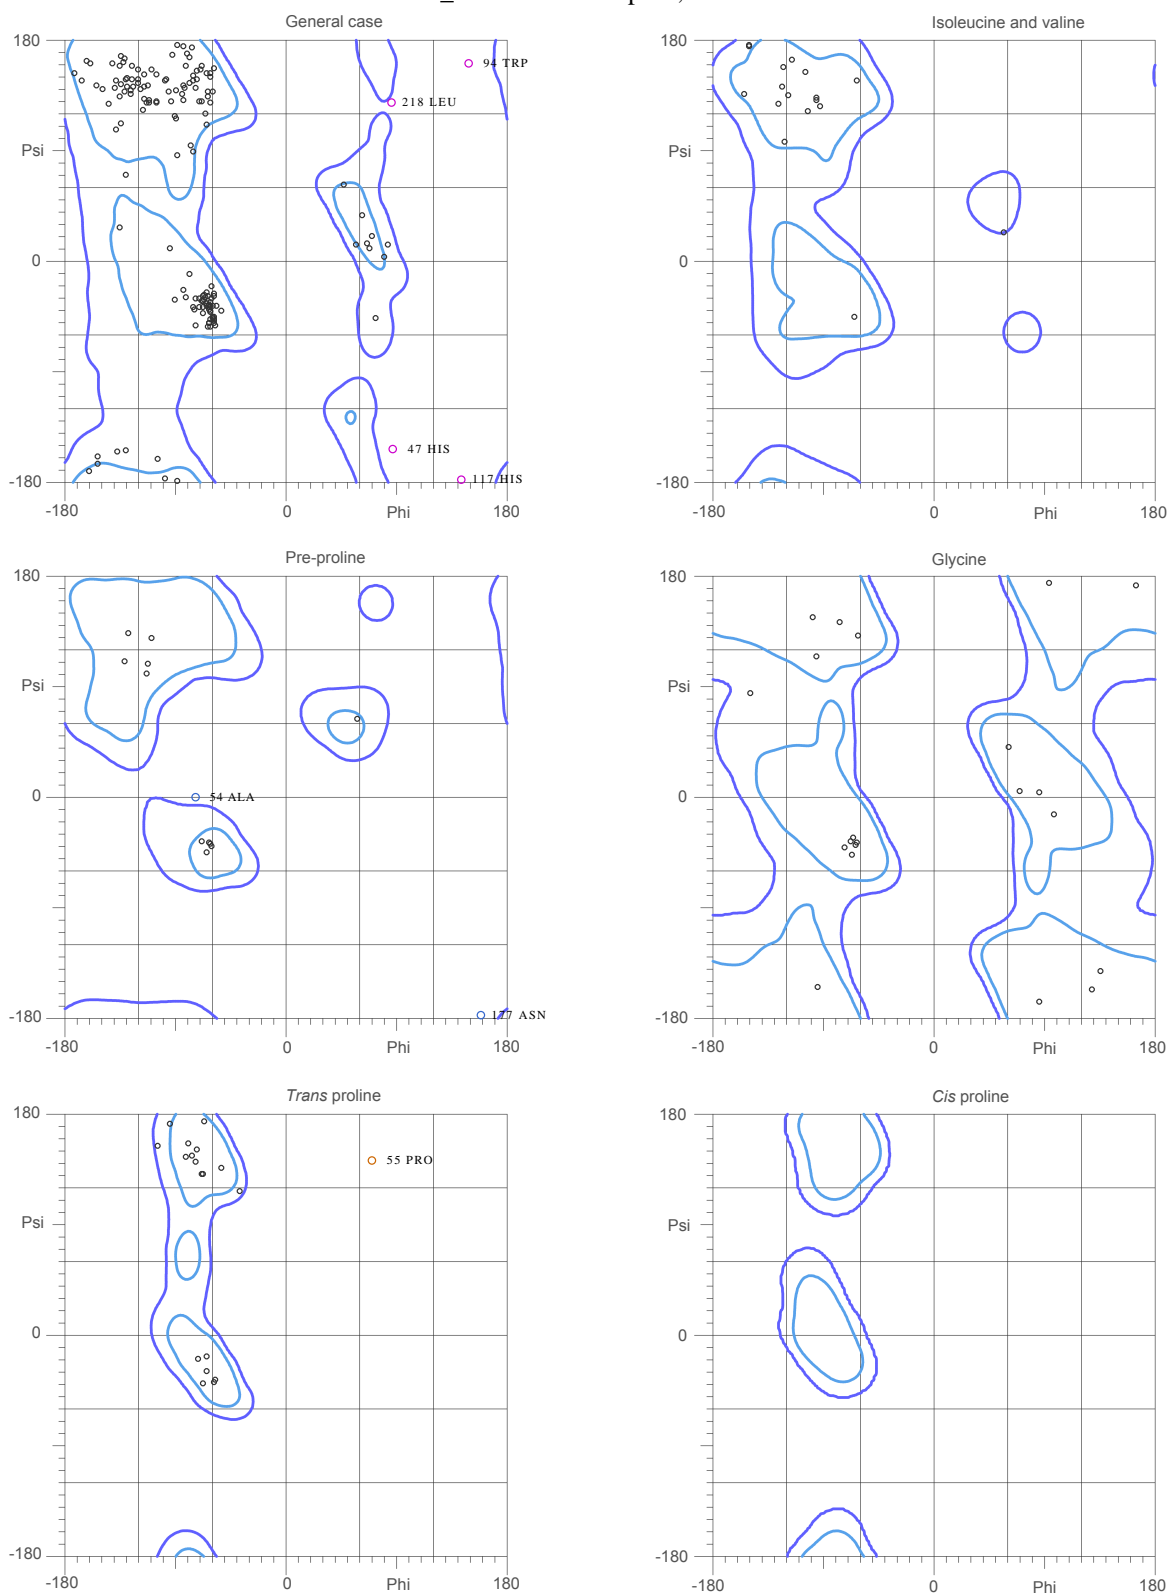 General case
180
Psi
0
-180
-180
0
Phi
180
94 TRP
218 LEU
47 HIS
117 HIS
Isoleucine and valine
180
Psi
0
-180
-180
0
Phi
180
Pre-proline
180
Psi
0
-180
-180
0
Phi
180
54 ALA
177 ASN
Glycine
180
Psi
0
-180
-180
0
Phi
180
Trans proline
180
Psi
0
-180
-180
0
Phi
180
55 PRO
Cis proline
180
Psi
0
-180
-180
0
Phi
180